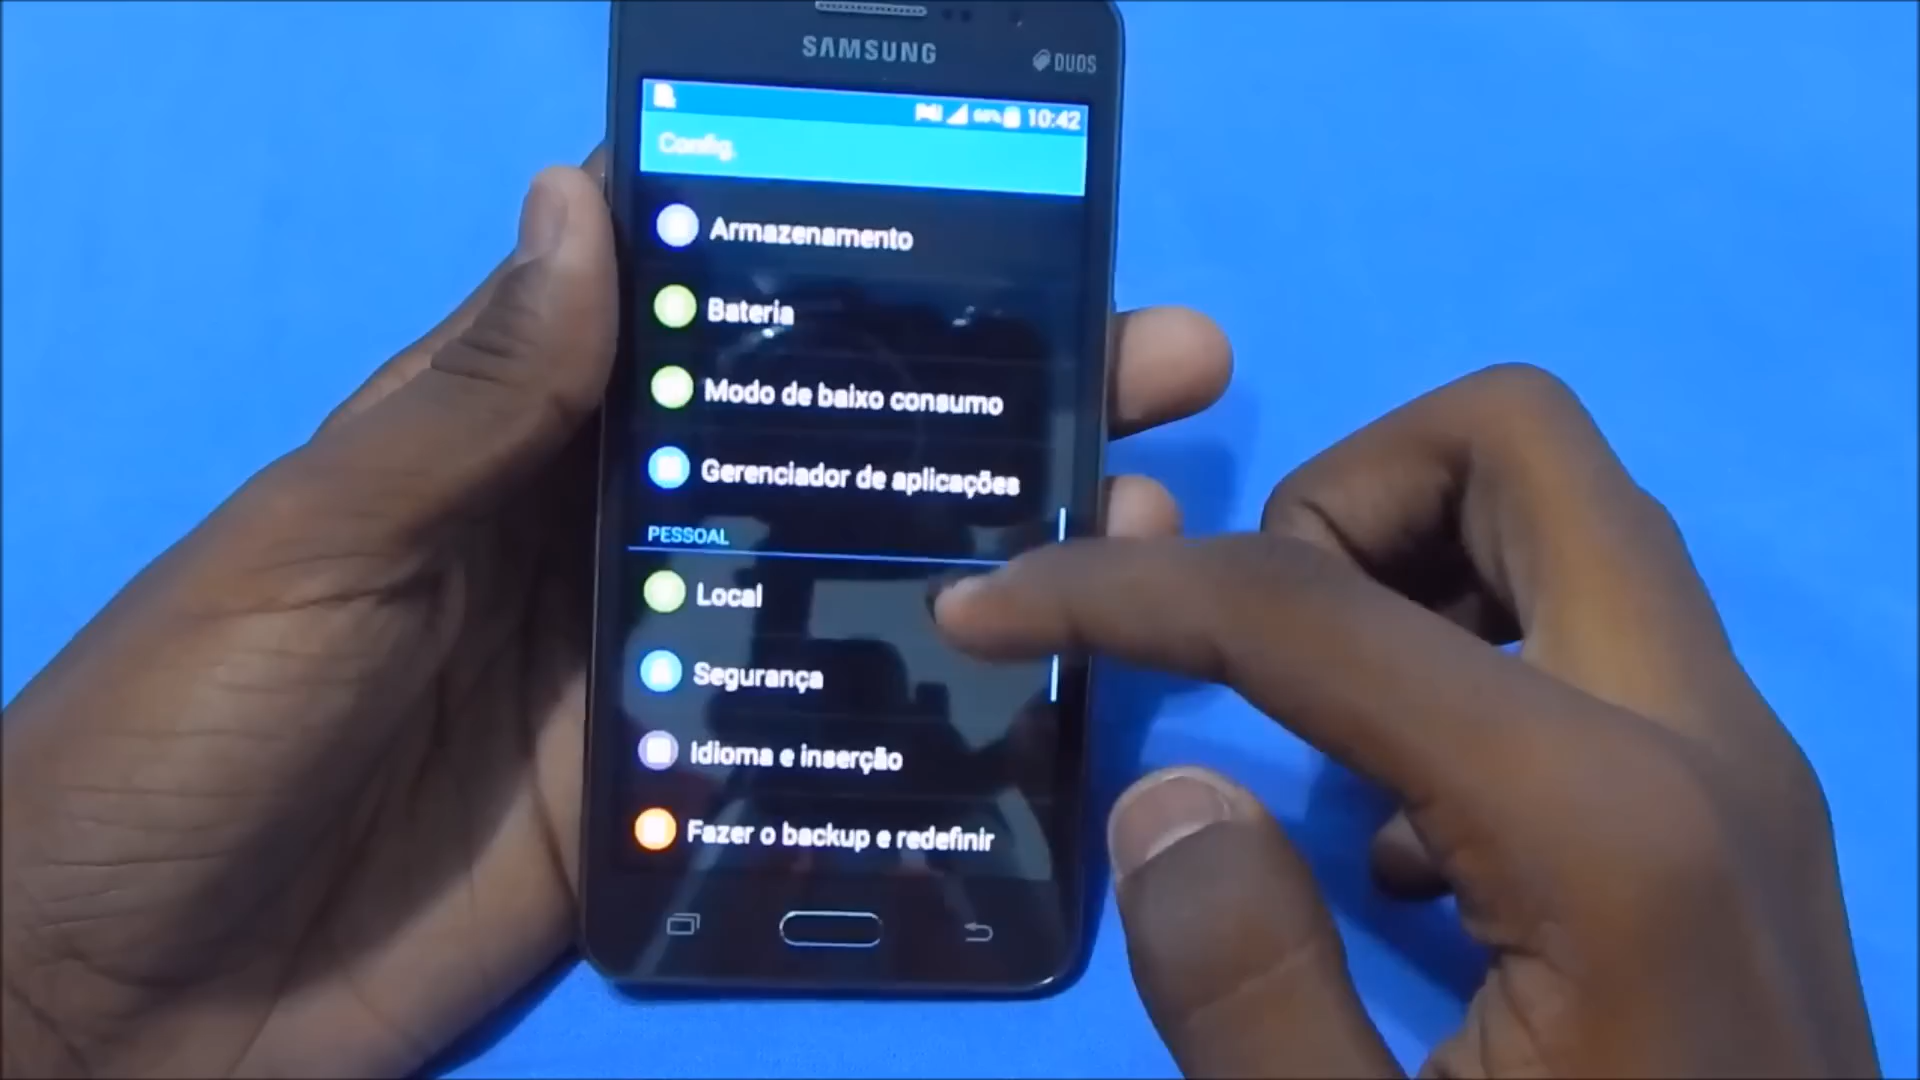 SAMSUNG
DUOS
10:42
Config.
Armazenamento
Bateria
Modo de baixo consumo
Gerenciador de aplicações
PESSOAL
Local
Segurança
Idioma e inserção
Fazer o backup e redefinir